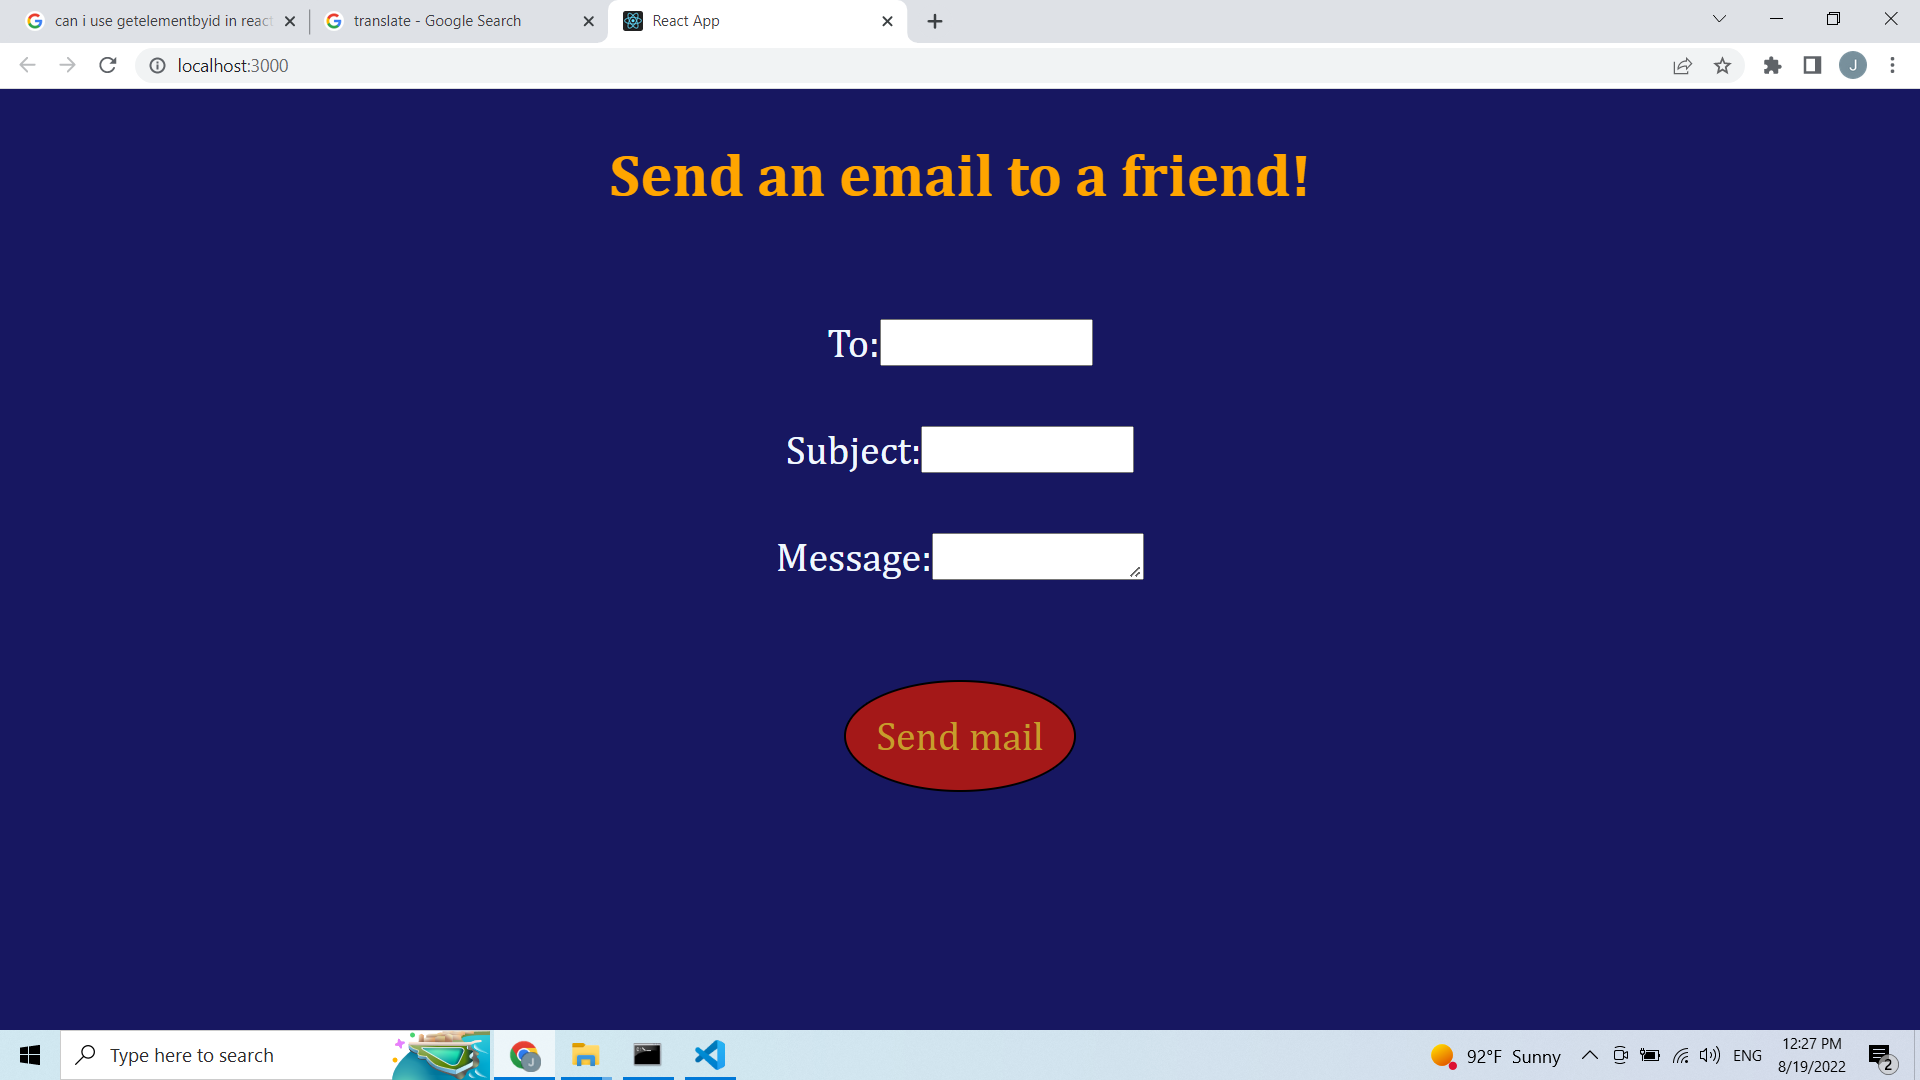 can i use getelementbyid in reac
translate - Google Search
React App
localhost:3000
J
Send an email to a friend!
To:
Subject:
Message:
Send mail
Type here to search
J
92°F Sunny
ENG
12:27 PM
8/19/2022
2